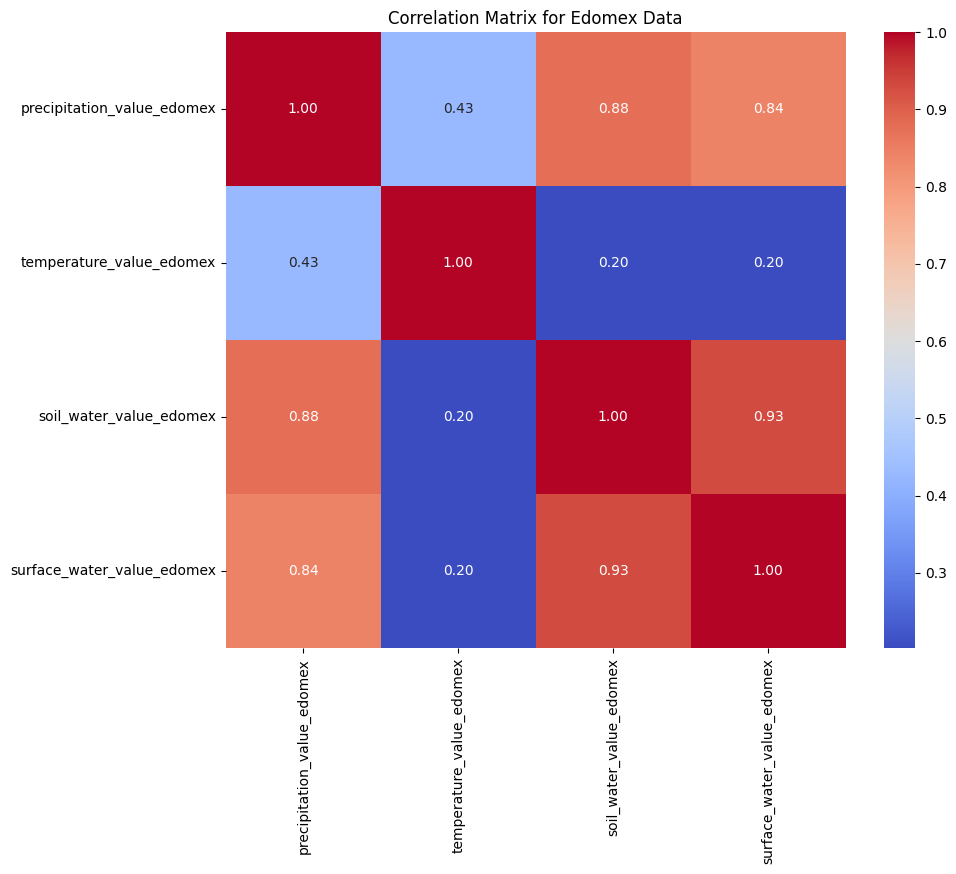 Correlation Matrix for Edomex Data
precipitation_value_edomex 1.00 0.43 0.88 0.84
temperature_value_edomex 0.43 1.00 0.20 0.20
soil_water_value_edomex 0.88 0.20 1.00 0.93
surface_water_value_edomex 0.84 0.20 0.93 1.00
precipitation_value_edomex
temperature_value_edomex
soil_water_value_edomex
surface_water_value_edomex
1.0
0.9
0.8
0.7
0.6
0.5
0.4
0.3